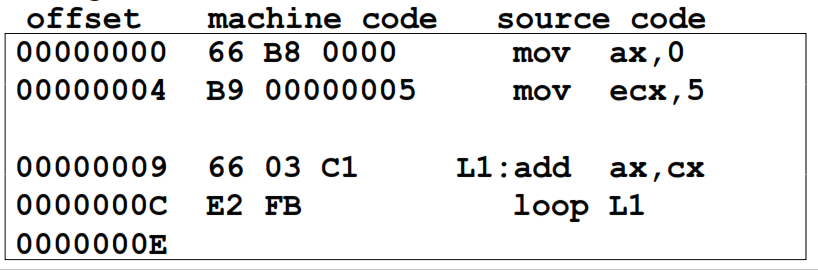 offset machine code source code
00000000 66 B8 0000 mov ax,0
00000004 B9 00000005 mov ecx,5
00000009 66 03 C1 L1:add ax,cx
0000000C E2 FB loop L1
0000000E